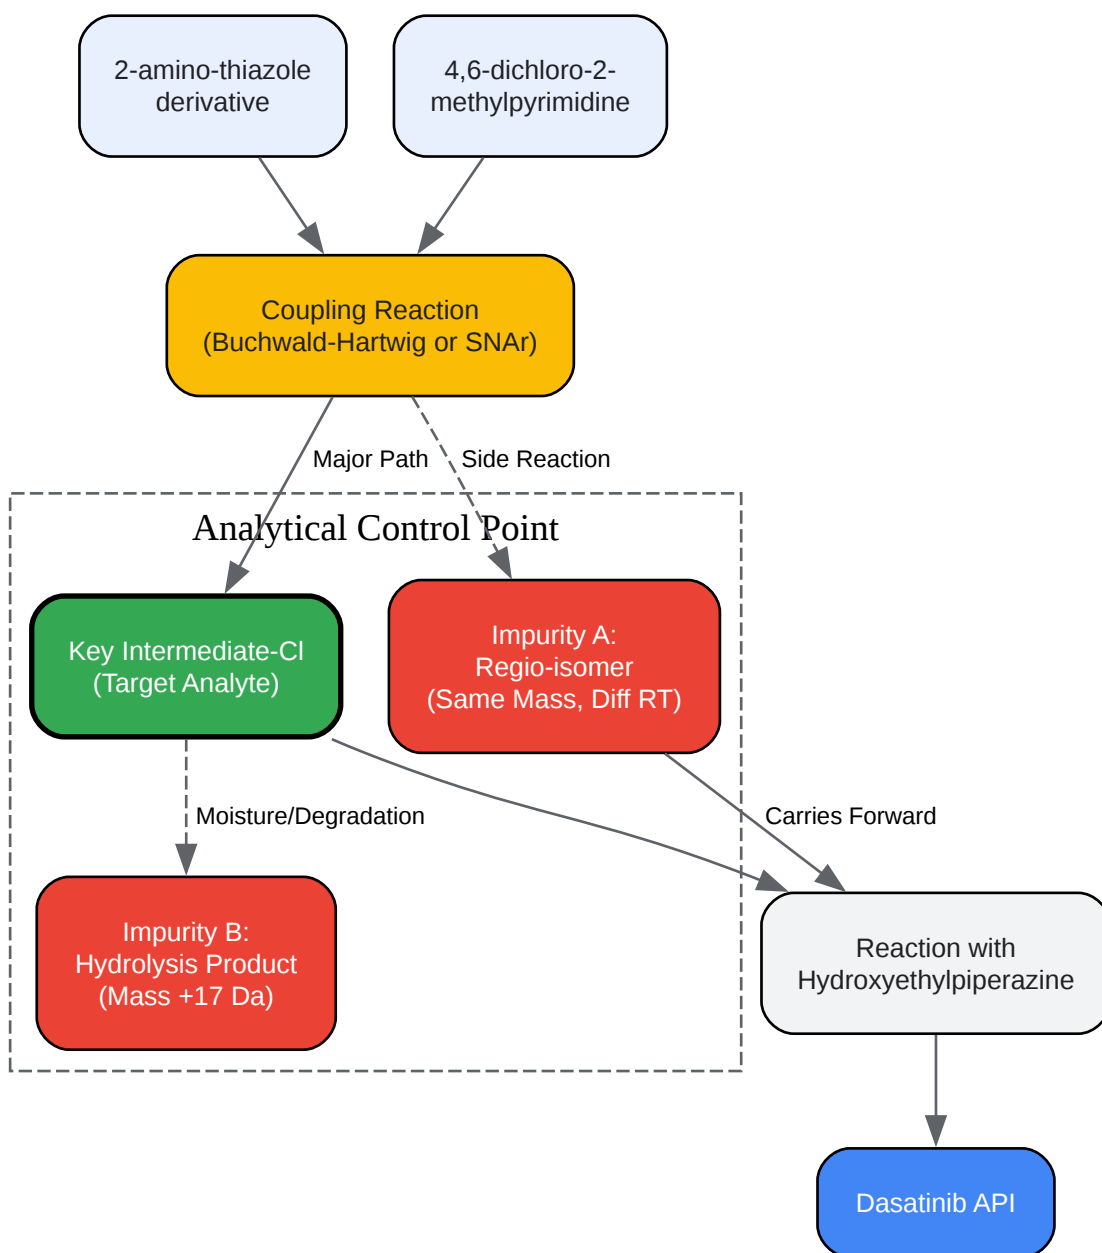 2-amino-thiazole
derivative
4,6-dichloro-2-
methylpyrimidine
Coupling Reaction
(Buchwald-Hartwig or SNAr)
Major Path
Side Reaction
Analytical Control Point
Key Intermediate-Cl
(Target Analyte)
Impurity A:
Regio-isomer
(Same Mass, Diff RT)
Moisture/Degradation
Carries Forward
Impurity B:
Hydrolysis Product
(Mass +17 Da)
Reaction with
Hydroxyethylpiperazine
Dasatinib API